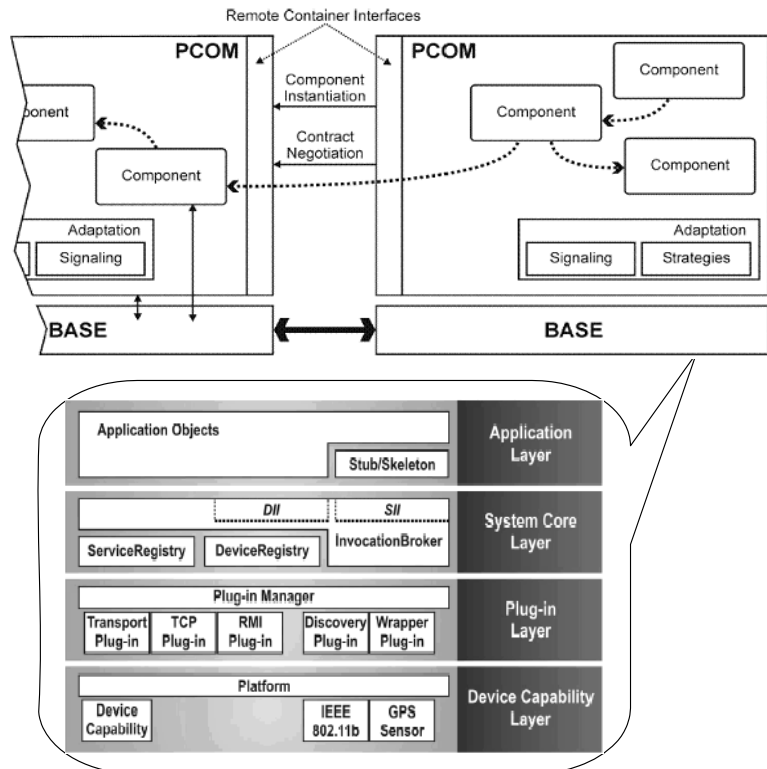 Remote Container Interfaces
PCOM
PCOM
Component
Instantiation
Contract
Negotiation
onent
Component
Component
Component
Component
Adaptation
Signaling
Adaptation
Signaling
Strategies
BASE
BASE
Application Objects
Stub/Skeleton
Application
Layer
DII
SII
ServiceRegistry
DeviceRegistry
InvocationBroker
System Core
Layer
Plug-in Manager
Transport
Plug-in
TCP
Plug-in
RMI
Plug-in
Discovery
Plug-in
Wrapper
Plug-in
Plug-in
Layer
Platform
Device
Capability
IEEE
802.11b
GPS
Sensor
Device Capability
Layer